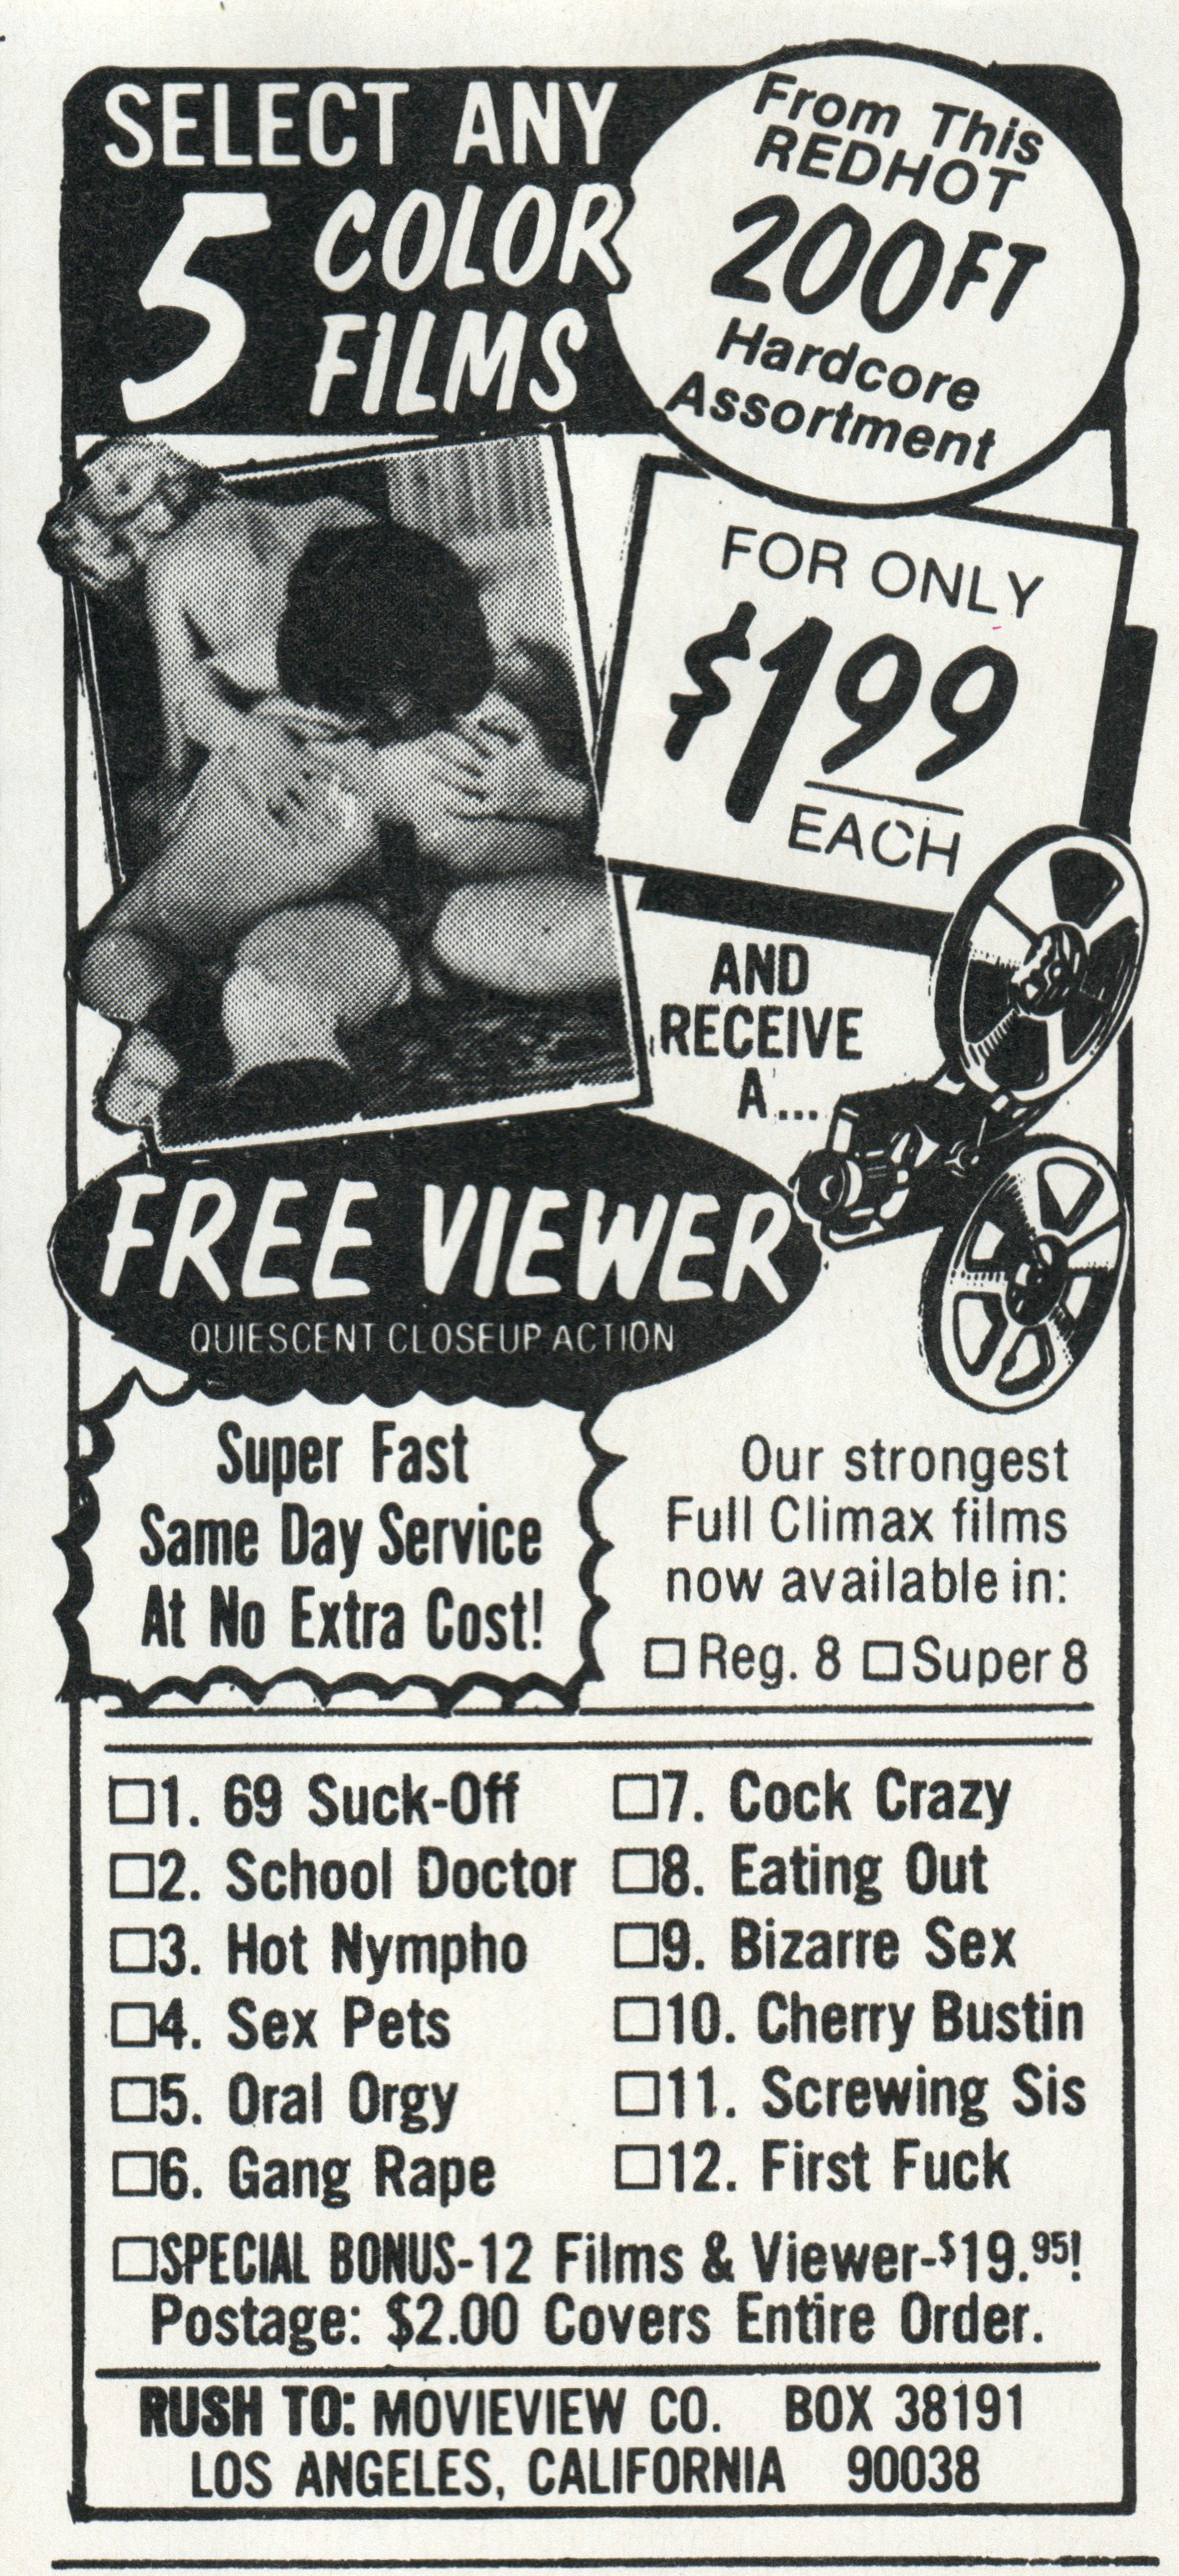 SELECT ANY
5 COLOR
FILMS
From This
REDHOT
200FT
Hardcore
Assortment
FOR ONLY
$199
EACH
AND
RECEIVE
A...
FREE VIEWER
QUIESCENT CLOSEUP ACTION
Super Fast
Same Day Service
At No Extra Cost!
Our strongest
Full Climax films
now available in:
☐ Reg. 8 ☐ Super 8
☐1. 69 Suck-Off
☐2. School Doctor
☐3. Hot Nympho
☐4. Sex Pets
☐5. Oral Orgy
☐6. Gang Rape
☐7. Cock Crazy
☐8. Eating Out
☐9. Bizarre Sex
☐10. Cherry Bustin
☐11. Screwing Sis
☐12. First Fuck
☐SPECIAL BONUS-12 Films & Viewer-$19.95!
Postage: $2.00 Covers Entire Order.
RUSH TO: MOVIEVIEW CO. BOX 38191
LOS ANGELES, CALIFORNIA 90038